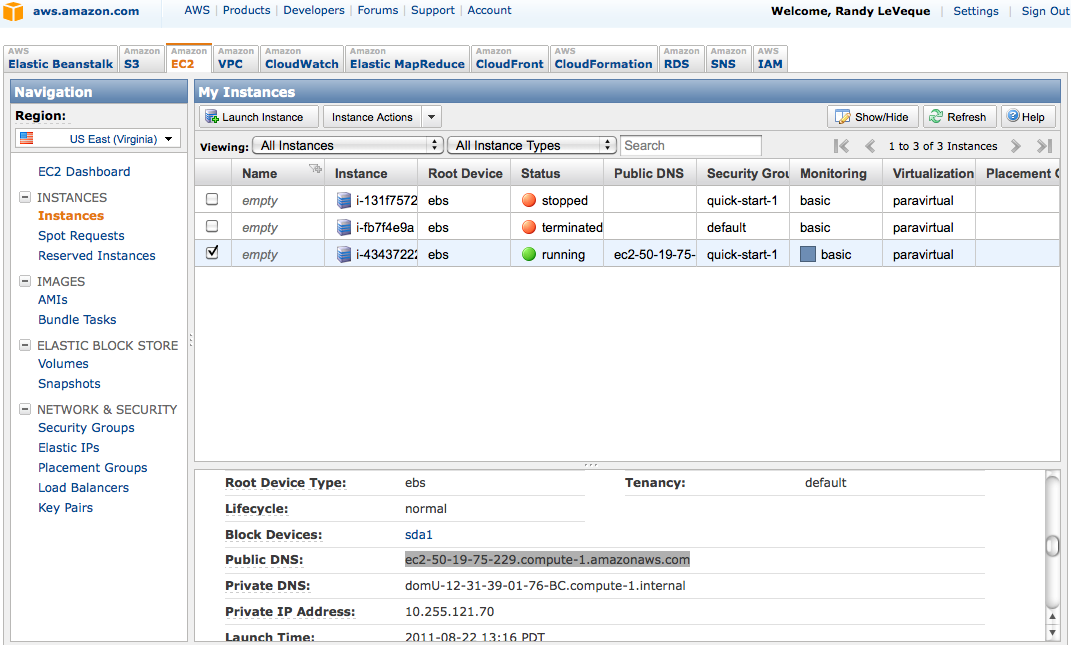 aws.amazon.com AWS | Products | Developers | Forums | Support | Account Welcome, Randy LeVeque | Settings | Sign Out
AWS Elastic Beanstalk
Amazon S3
Amazon EC2
Amazon VPC
Amazon CloudWatch
Amazon Elastic MapReduce
Amazon CloudFront
AWS CloudFormation
Amazon RDS
Amazon SNS
AWS IAM
Navigation
Region:
US East (Virginia)
EC2 Dashboard
INSTANCES
Instances
Spot Requests
Reserved Instances
IMAGES
AMIs
Bundle Tasks
ELASTIC BLOCK STORE
Volumes
Snapshots
NETWORK & SECURITY
Security Groups
Elastic IPs
Placement Groups
Load Balancers
Key Pairs
My Instances
Launch Instance Instance Actions Show/Hide Refresh Help
Viewing: All Instances All Instance Types Search 1 to 3 of 3 Instances
Name Instance Root Device Status Public DNS Security Grou Monitoring Virtualization Placement G
empty i-131f7572 ebs stopped quick-start-1 basic paravirtual
empty i-fb7f4e9a ebs terminated default basic paravirtual
empty i-43437222 ebs running ec2-50-19-75- quick-start-1 basic paravirtual
Root Device Type: ebs Tenancy: default
Lifecycle: normal
Block Devices: sda1
Public DNS: ec2-50-19-75-229.compute-1.amazonaws.com
Private DNS: domU-12-31-39-01-76-BC.compute-1.internal
Private IP Address: 10.255.121.70
Launch Time: 2011-08-22 13:16 PDT